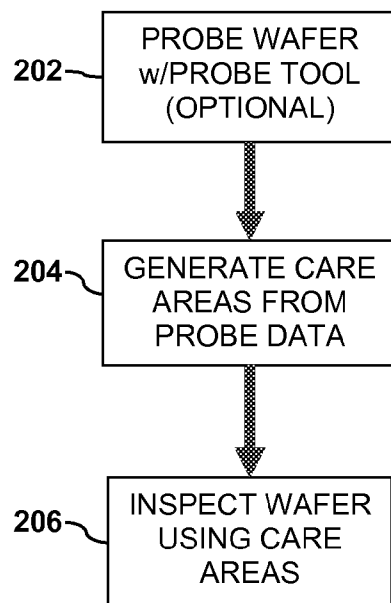 202
PROBE WAFER
w/PROBE TOOL
(OPTIONAL)
204
GENERATE CARE
AREAS FROM
PROBE DATA
206
INSPECT WAFER
USING CARE
AREAS